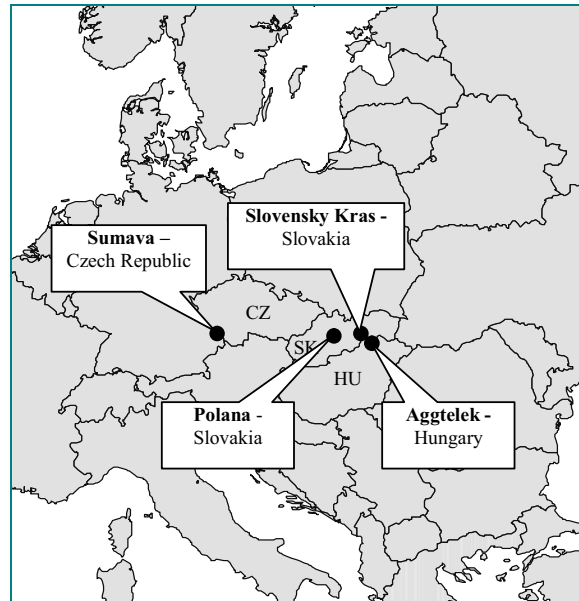 Slovensky Kras -
Slovakia
Sumava –
Czech Republic
CZ
SK
HU
Polana -
Slovakia
Aggtelek -
Hungary